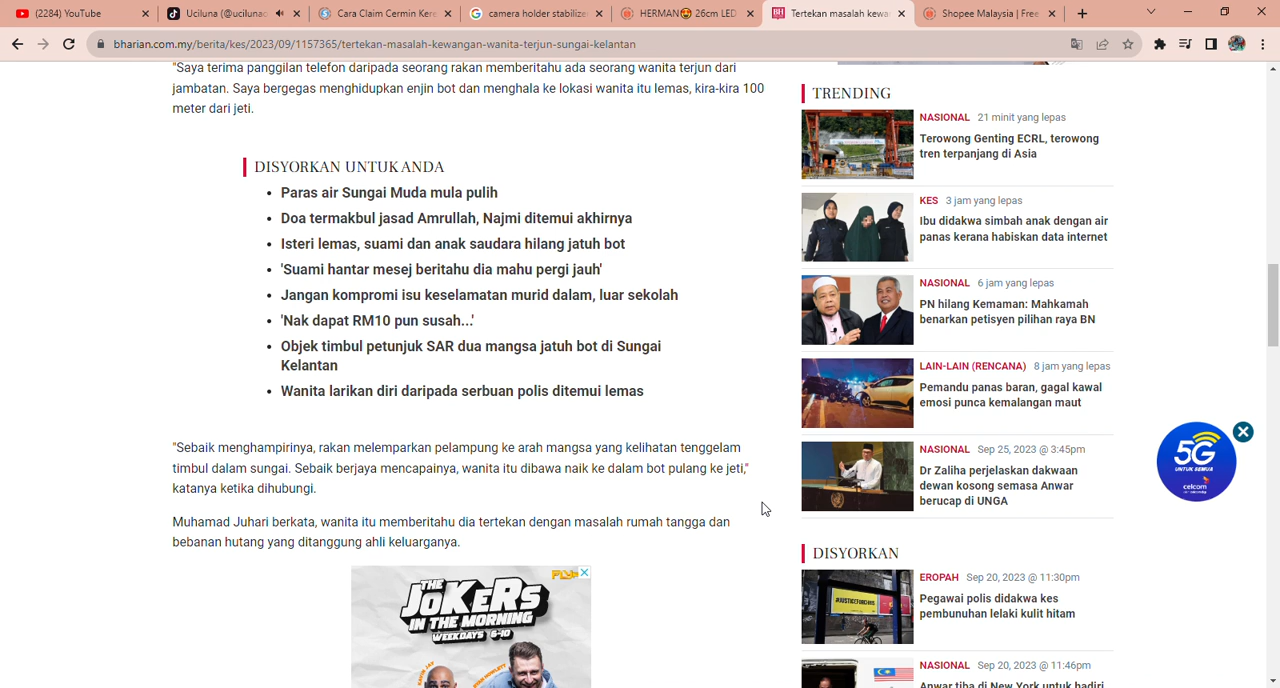 (2284) YouTube
Uciluna (@ucilunac
Cara Claim Cermin Kere
camera holder stabilize
HERMAN😍 26cm LED
Tertekan masalah kewa
Shopee Malaysia | Free
bharian.com.my/berita/kes/2023/09/1157365/tertekan-masalah-kewangan-wanita-terjun-sungai-kelantan
"Saya terima panggilan telefon daripada seorang rakan memberitahu ada seorang wanita terjun dari
jambatan. Saya bergegas menghidupkan enjin bot dan menghala ke lokasi wanita itu lemas, kira-kira 100
meter dari jeti.
DISYORKAN UNTUK ANDA
• Paras air Sungai Muda mula pulih
• Doa termakbul jasad Amrullah, Najmi ditemui akhirnya
• Isteri lemas, suami dan anak saudara hilang jatuh bot
• 'Suami hantar mesej beritahu dia mahu pergi jauh'
• Jangan kompromi isu keselamatan murid dalam, luar sekolah
• 'Nak dapat RM10 pun susah...'
• Objek timbul petunjuk SAR dua mangsa jatuh bot di Sungai
Kelantan
• Wanita larikan diri daripada serbuan polis ditemui lemas
"Sebaik menghampirinya, rakan melemparkan pelampung ke arah mangsa yang kelihatan tenggelam
timbul dalam sungai. Sebaik berjaya mencapainya, wanita itu dibawa naik ke dalam bot pulang ke jeti,"
katanya ketika dihubungi.
Muhamad Juhari berkata, wanita itu memberitahu dia tertekan dengan masalah rumah tangga dan
bebanan hutang yang ditanggung ahli keluarganya.
THE
JOKERS
IN THE MORNING
WEEKDAYS 6-10
TRENDING
NASIONAL 21 minit yang lepas
Terowong Genting ECRL, terowong
tren terpanjang di Asia
KES 3 jam yang lepas
Ibu didakwa simbah anak dengan air
panas kerana habiskan data internet
NASIONAL 6 jam yang lepas
PN hilang Kemaman: Mahkamah
benarkan petisyen pilihan raya BN
LAIN-LAIN (RENCANA) 8 jam yang lepas
Pemandu panas baran, gagal kawal
emosi punca kemalangan maut
NASIONAL Sep 25, 2023 @ 3:45pm
Dr Zaliha perjelaskan dakwaan
dewan kosong semasa Anwar
berucap di UNGA
DISYORKAN
EROPAH Sep 20, 2023 @ 11:30pm
Pegawai polis didakwa kes
pembunuhan lelaki kulit hitam
NASIONAL Sep 20, 2023 @ 11:46pm
Anwar tiba di New York untuk hadiri
5G
UNTUK SEMUA
celcom